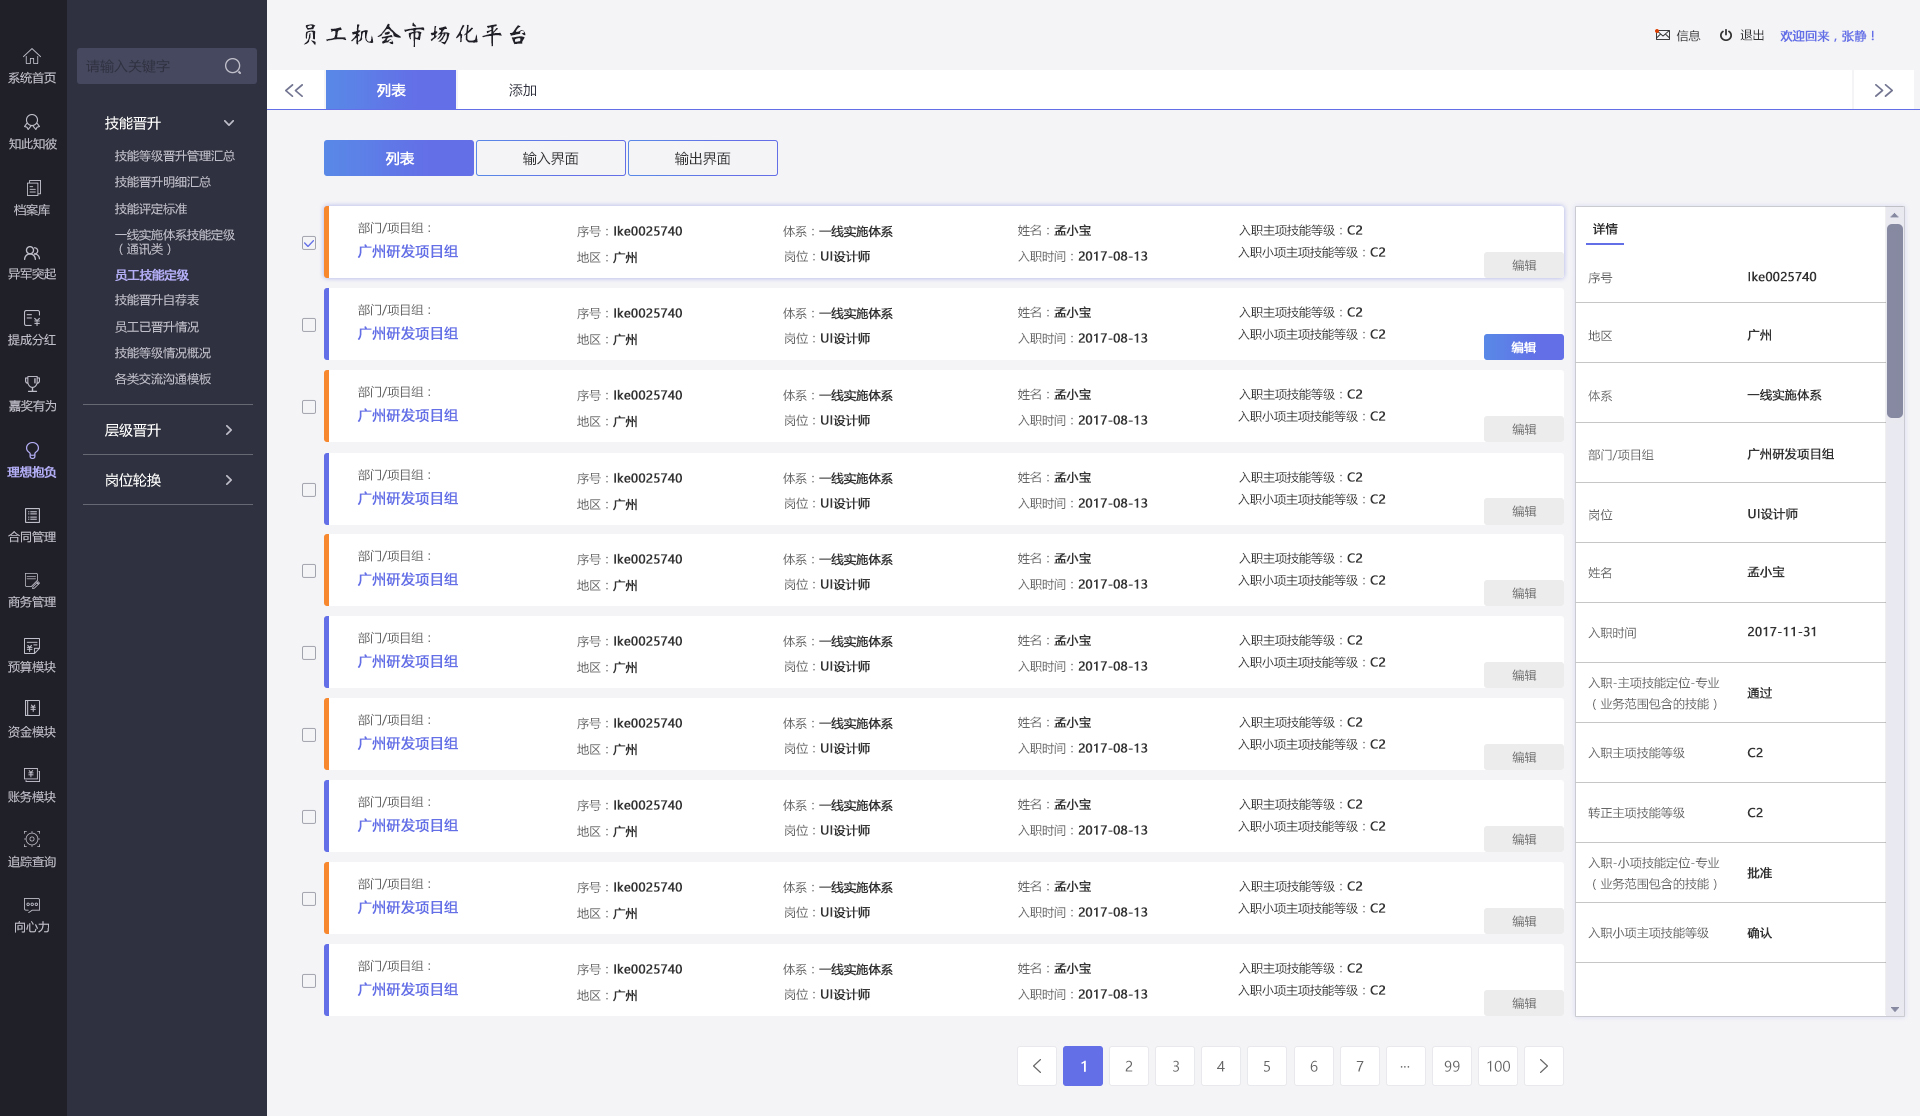 员工机会市场化平台
信息
退出
欢迎回来，张静！
列表
添加
系统首页
知此知彼
档案库
异军突起
提成分红
嘉奖有为
理想抱负
合同管理
商务管理
预算模块
资金模块
账务模块
追踪查询
向心力
请输入关键字
技能晋升
技能等级晋升管理汇总
技能晋升明细汇总
技能评定标准
一线实施体系技能定级
（通讯类）
员工技能定级
技能晋升自荐表
员工已晋升情况
技能等级情况概况
各类交流沟通模板
层级晋升
岗位轮换
列表
输入界面
输出界面
部门/项目组：
广州研发项目组
序号：lke0025740
地区：广州
体系：一线实施体系
岗位：UI设计师
姓名：孟小宝
入职时间：2017-08-13
入职主项技能等级：C2
入职小项主项技能等级：C2
编辑
部门/项目组：
广州研发项目组
序号：lke0025740
地区：广州
体系：一线实施体系
岗位：UI设计师
姓名：孟小宝
入职时间：2017-08-13
入职主项技能等级：C2
入职小项主项技能等级：C2
编辑
部门/项目组：
广州研发项目组
序号：lke0025740
地区：广州
体系：一线实施体系
岗位：UI设计师
姓名：孟小宝
入职时间：2017-08-13
入职主项技能等级：C2
入职小项主项技能等级：C2
编辑
部门/项目组：
广州研发项目组
序号：lke0025740
地区：广州
体系：一线实施体系
岗位：UI设计师
姓名：孟小宝
入职时间：2017-08-13
入职主项技能等级：C2
入职小项主项技能等级：C2
编辑
部门/项目组：
广州研发项目组
序号：lke0025740
地区：广州
体系：一线实施体系
岗位：UI设计师
姓名：孟小宝
入职时间：2017-08-13
入职主项技能等级：C2
入职小项主项技能等级：C2
编辑
部门/项目组：
广州研发项目组
序号：lke0025740
地区：广州
体系：一线实施体系
岗位：UI设计师
姓名：孟小宝
入职时间：2017-08-13
入职主项技能等级：C2
入职小项主项技能等级：C2
编辑
部门/项目组：
广州研发项目组
序号：lke0025740
地区：广州
体系：一线实施体系
岗位：UI设计师
姓名：孟小宝
入职时间：2017-08-13
入职主项技能等级：C2
入职小项主项技能等级：C2
编辑
部门/项目组：
广州研发项目组
序号：lke0025740
地区：广州
体系：一线实施体系
岗位：UI设计师
姓名：孟小宝
入职时间：2017-08-13
入职主项技能等级：C2
入职小项主项技能等级：C2
编辑
部门/项目组：
广州研发项目组
序号：lke0025740
地区：广州
体系：一线实施体系
岗位：UI设计师
姓名：孟小宝
入职时间：2017-08-13
入职主项技能等级：C2
入职小项主项技能等级：C2
编辑
部门/项目组：
广州研发项目组
序号：lke0025740
地区：广州
体系：一线实施体系
岗位：UI设计师
姓名：孟小宝
入职时间：2017-08-13
入职主项技能等级：C2
入职小项主项技能等级：C2
编辑
详情
序号 lke0025740
地区 广州
体系 一线实施体系
部门/项目组 广州研发项目组
岗位 UI设计师
姓名 孟小宝
入职时间 2017-11-31
入职-主项技能定位-专业
（业务范围包含的技能） 通过
入职主项技能等级 C2
转正主项技能等级 C2
入职-小项技能定位-专业
（业务范围包含的技能） 批准
入职小项主项技能等级 确认
1 2 3 4 5 6 7 ··· 99 100